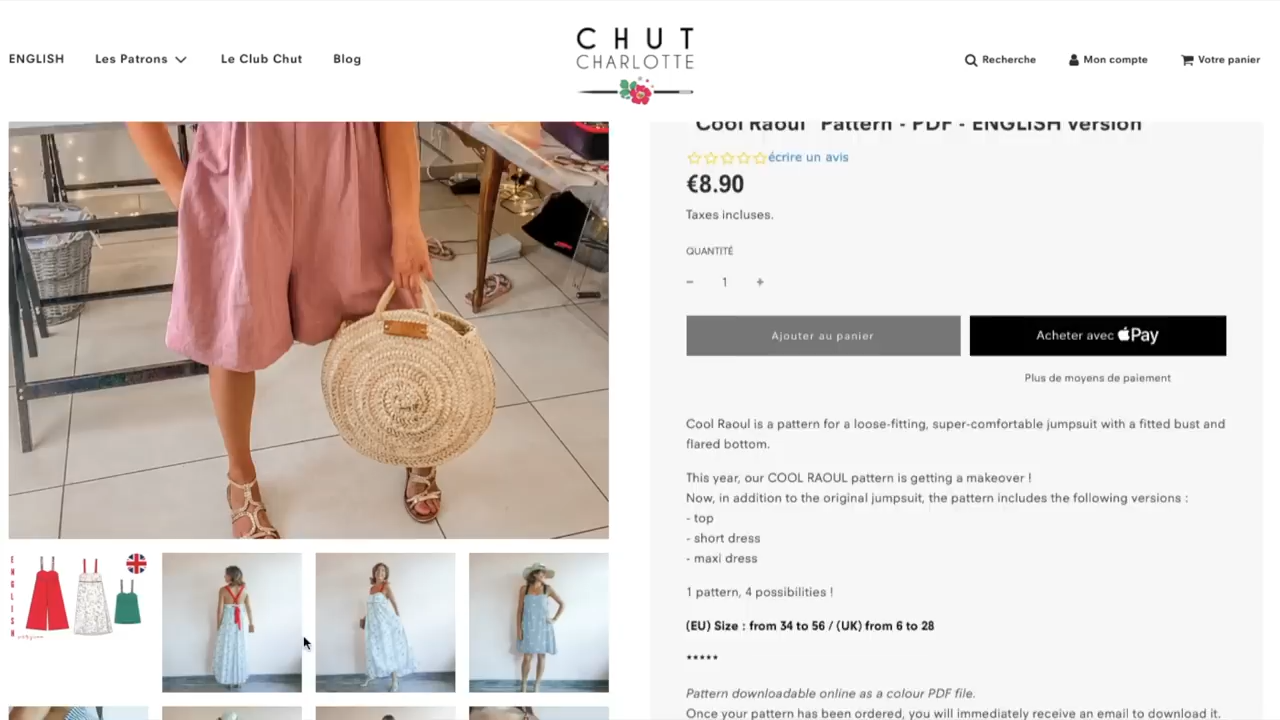 CHUT
CHARLOTTE
ENGLISH
Les Patrons
Le Club Chut
Blog
Recherche
Mon compte
Votre panier
"Cool Raoul" Pattern - PDF - ENGLISH version
écrire un avis
€8.90
Taxes incluses.
QUANTITÉ
− 1 +
Ajouter au panier
Acheter avec Pay
Plus de moyens de paiement
Cool Raoul is a pattern for a loose-fitting, super-comfortable jumpsuit with a fitted bust and
flared bottom.
This year, our COOL RAOUL pattern is getting a makeover !
Now, in addition to the original jumpsuit, the pattern includes the following versions :
- top
- short dress
- maxi dress
1 pattern, 4 possibilities !
(EU) Size : from 34 to 56 / (UK) from 6 to 28
*****
Pattern downloadable online as a colour PDF file.
Once your pattern has been ordered, you will immediately receive an email to download it.
ENGLISH